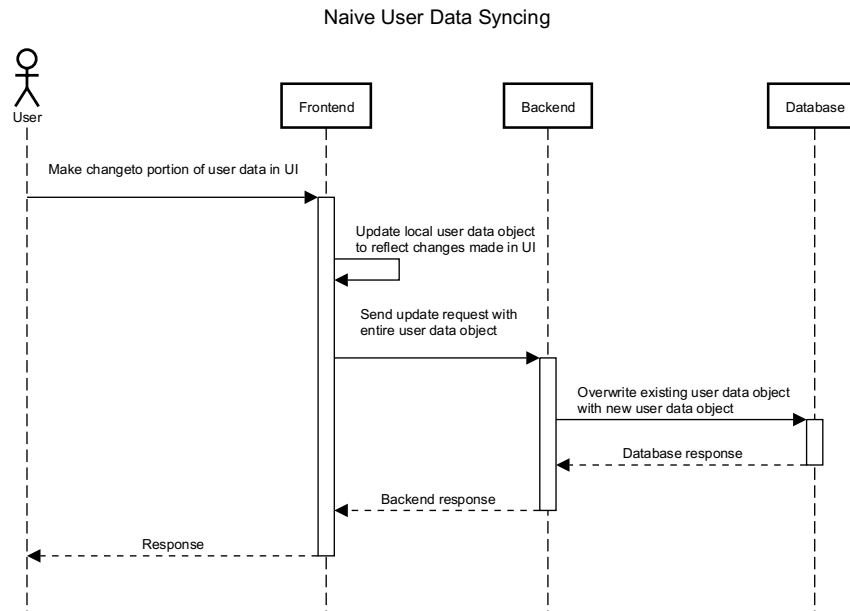 Naive User Data Syncing
User
Frontend
Backend
Database
Make changeto portion of user data in UI
Update local user data object
to reflect changes made in UI
Send update request with
entire user data object
Overwrite existing user data object
with new user data object
Database response
Backend response
Response